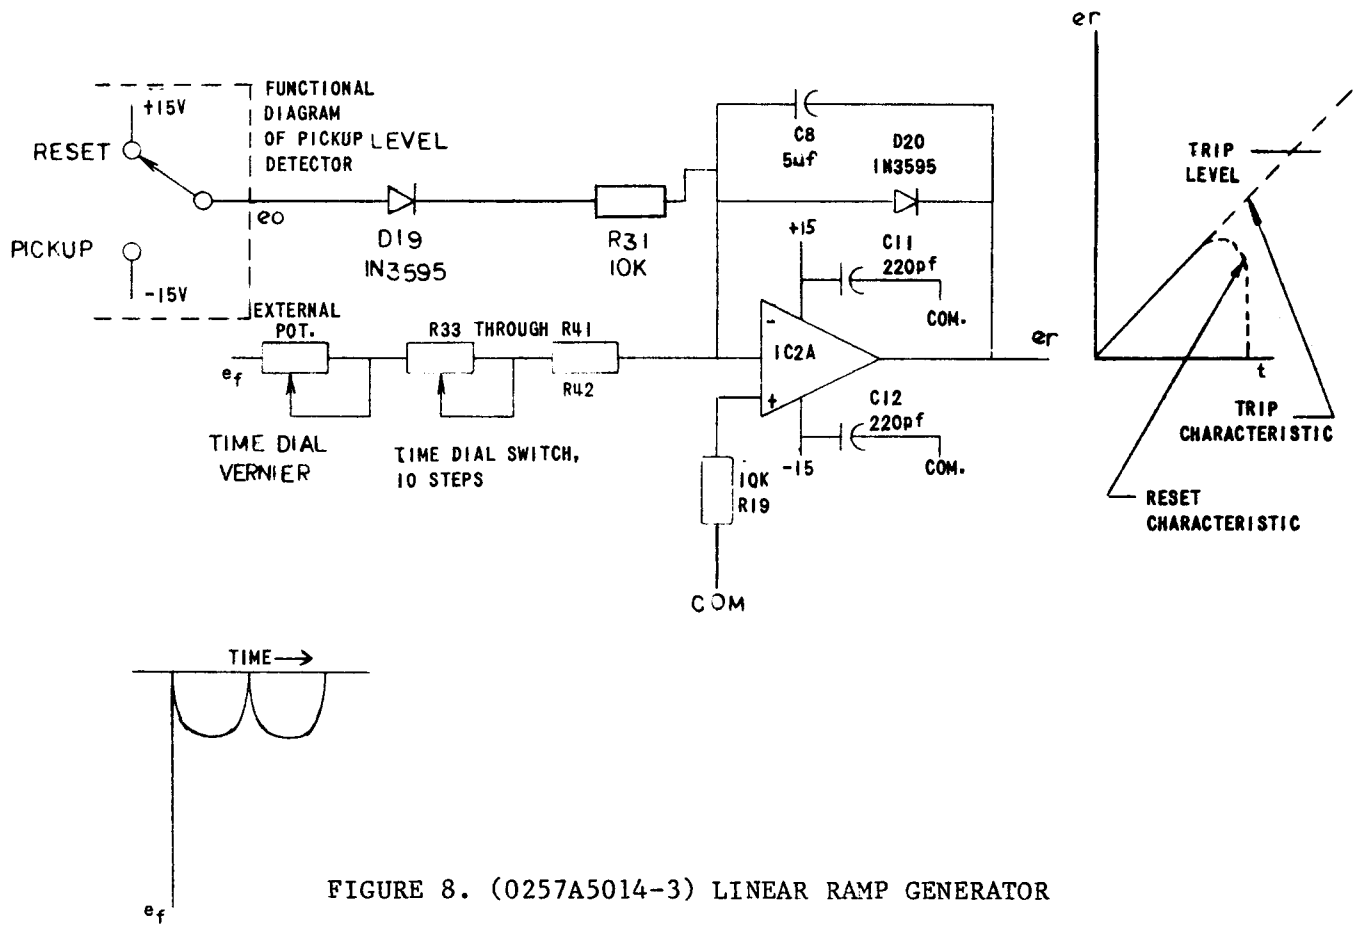 FUNCTIONAL
DIAGRAM
OF PICKUP LEVEL
DETECTOR
+15V
RESET
eo
PICKUP
-15V
D19
1N3595
R31
10K
C8
5uf
D20
1N3595
+15
C11
220pf
COM.
EXTERNAL
POT.
R33 THROUGH R41
ef
R42
-
IC2A
+
er
C12
220pf
COM.
-15
TIME DIAL
VERNIER
TIME DIAL SWITCH,
10 STEPS
10K
R19
COM
er
TRIP
LEVEL
t
TRIP
CHARACTERISTIC
RESET
CHARACTERISTIC
TIME
ef
FIGURE 8. (0257A5014-3) LINEAR RAMP GENERATOR